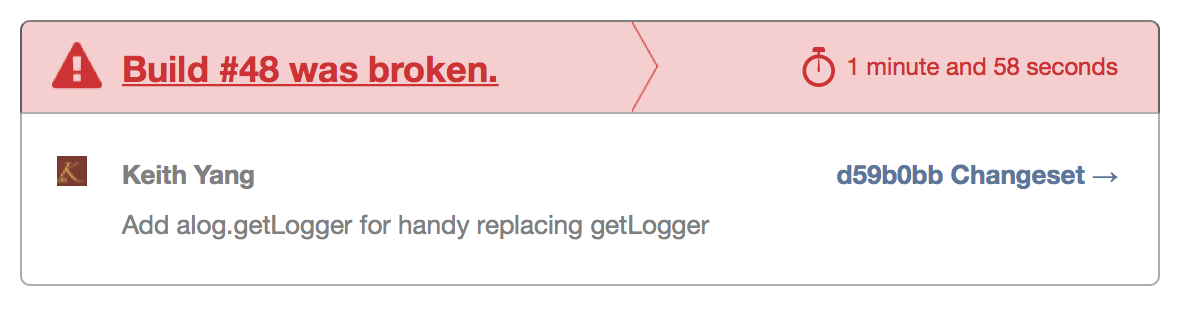 Build #48 was broken.
1 minute and 58 seconds
Keith Yang
d59b0bb Changeset →
Add alog.getLogger for handy replacing getLogger